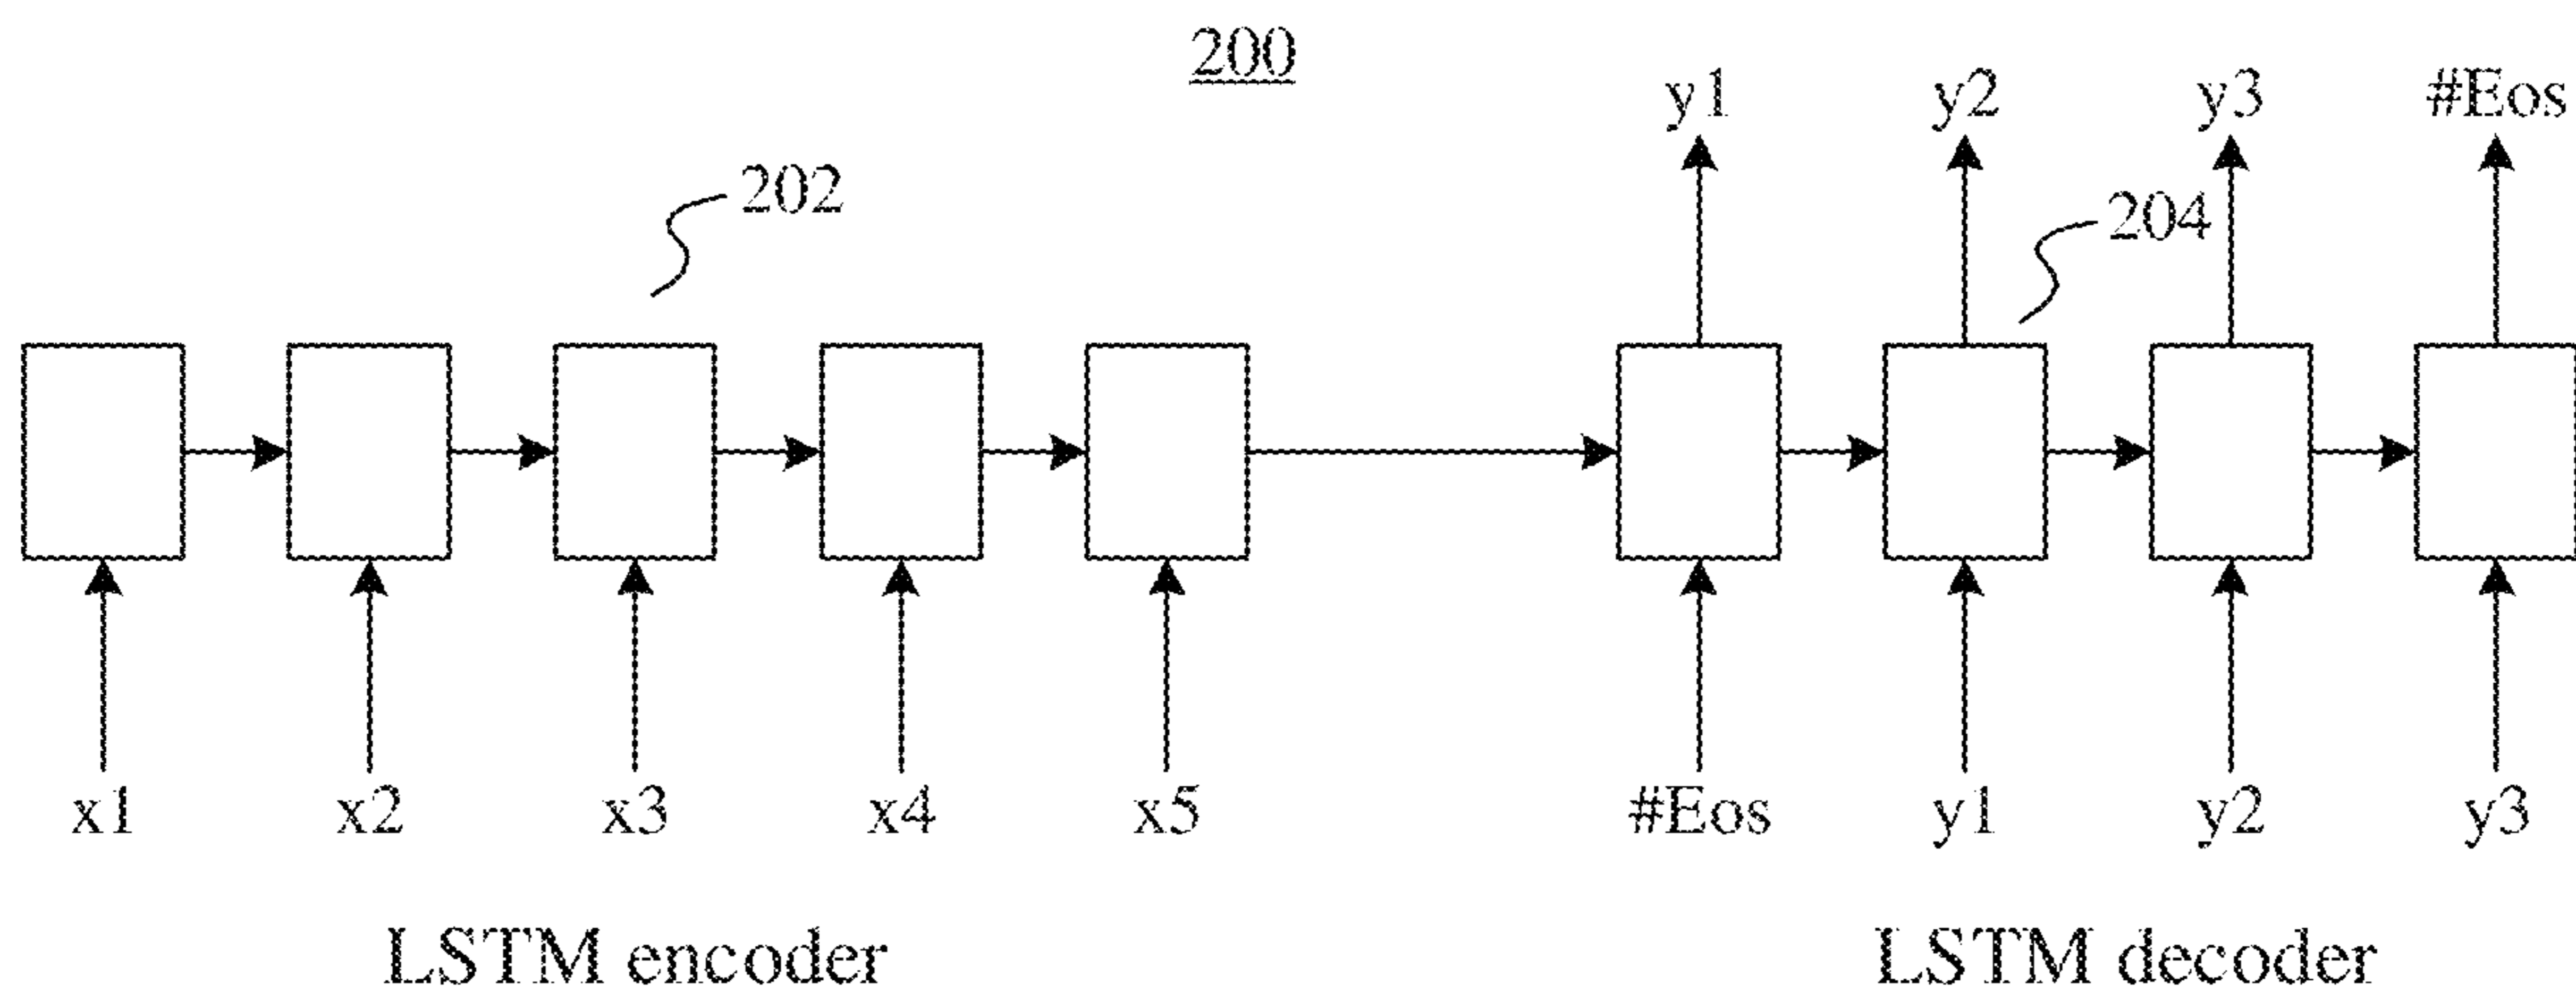 200
y1 y2 y3 #Eos
202
204
x1 x2 x3 x4 x5 #Eos y1 y2 y3
LSTM encoder LSTM decoder